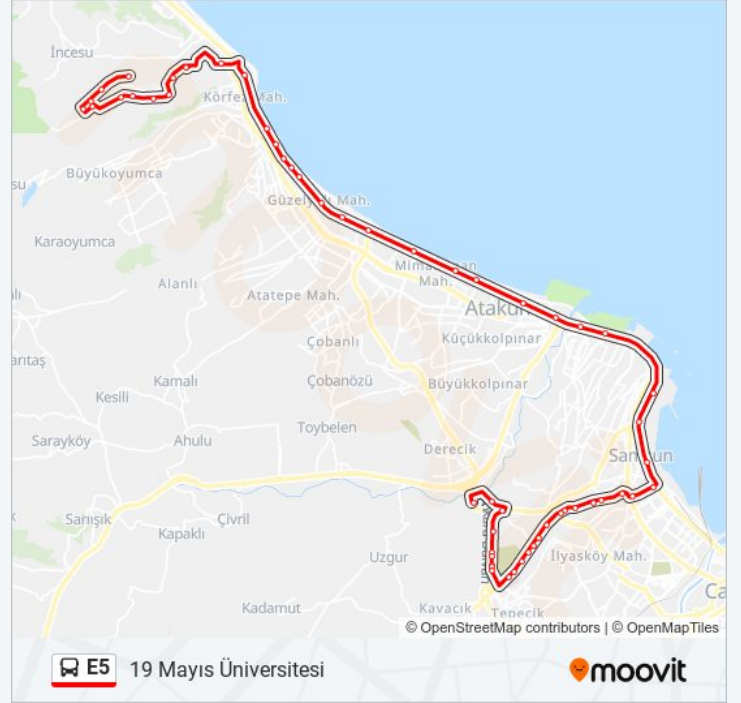 İncesu
Körfez Mah.
Büyükoyumca
su
Güzelyalı Mah.
Karaoyumca
Mimarsinan
Mah.
Alanlı
Atatepe Mah.
Atakum
Çobanlı
Küçükkolpınar
Kamalı
Çobanözü
Büyükkolpınar
Kesili
Toybelen
Sarayköy
Ahulu
Derecik
Samsun
Sarışık
Çivril
Kapaklı
Uzgur
İlyasköy Mah.
Kadamut
Kavacık
Tepecik
Ca
© OpenStreetMap contributors | © OpenMapTiles
E5 19 Mayıs Üniversitesi
moovit